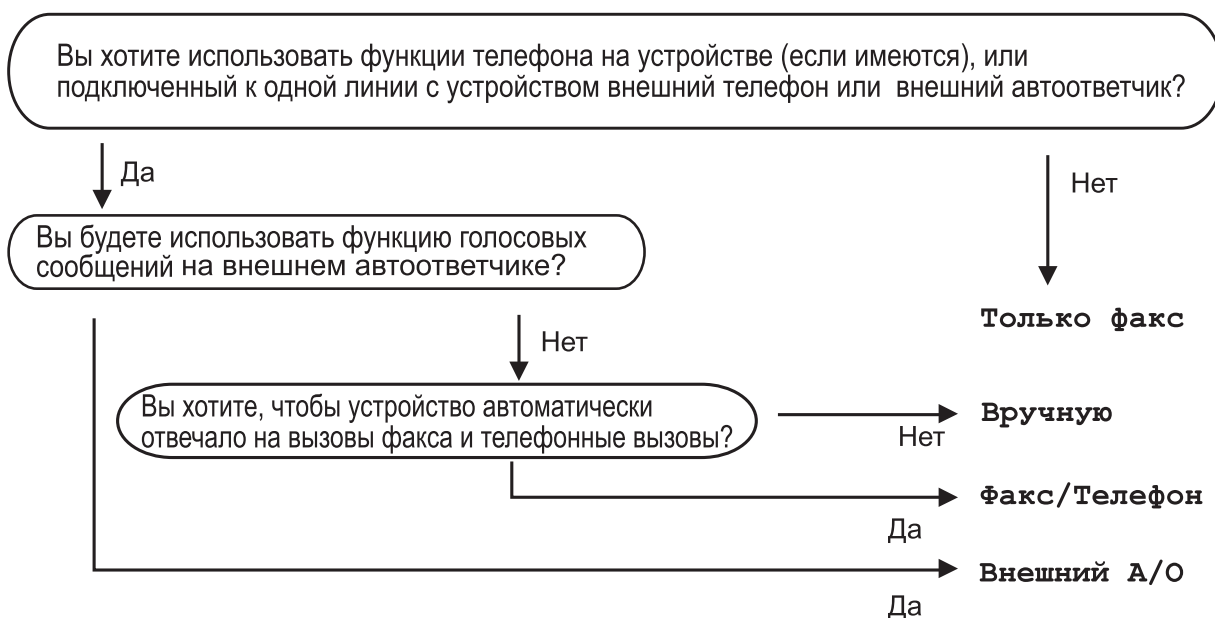 Вы хотите использовать функции телефона на устройстве (если имеются), или
подключенный к одной линии с устройством внешний телефон или внешний автоответчик?
Да
Нет
Вы будете использовать функцию голосовых
сообщений на внешнем автоответчике?
Только факс
Нет
Вы хотите, чтобы устройство автоматически
отвечало на вызовы факса и телефонные вызовы?
Нет
Вручную
Да
Факс/Телефон
Да
Внешний А/О